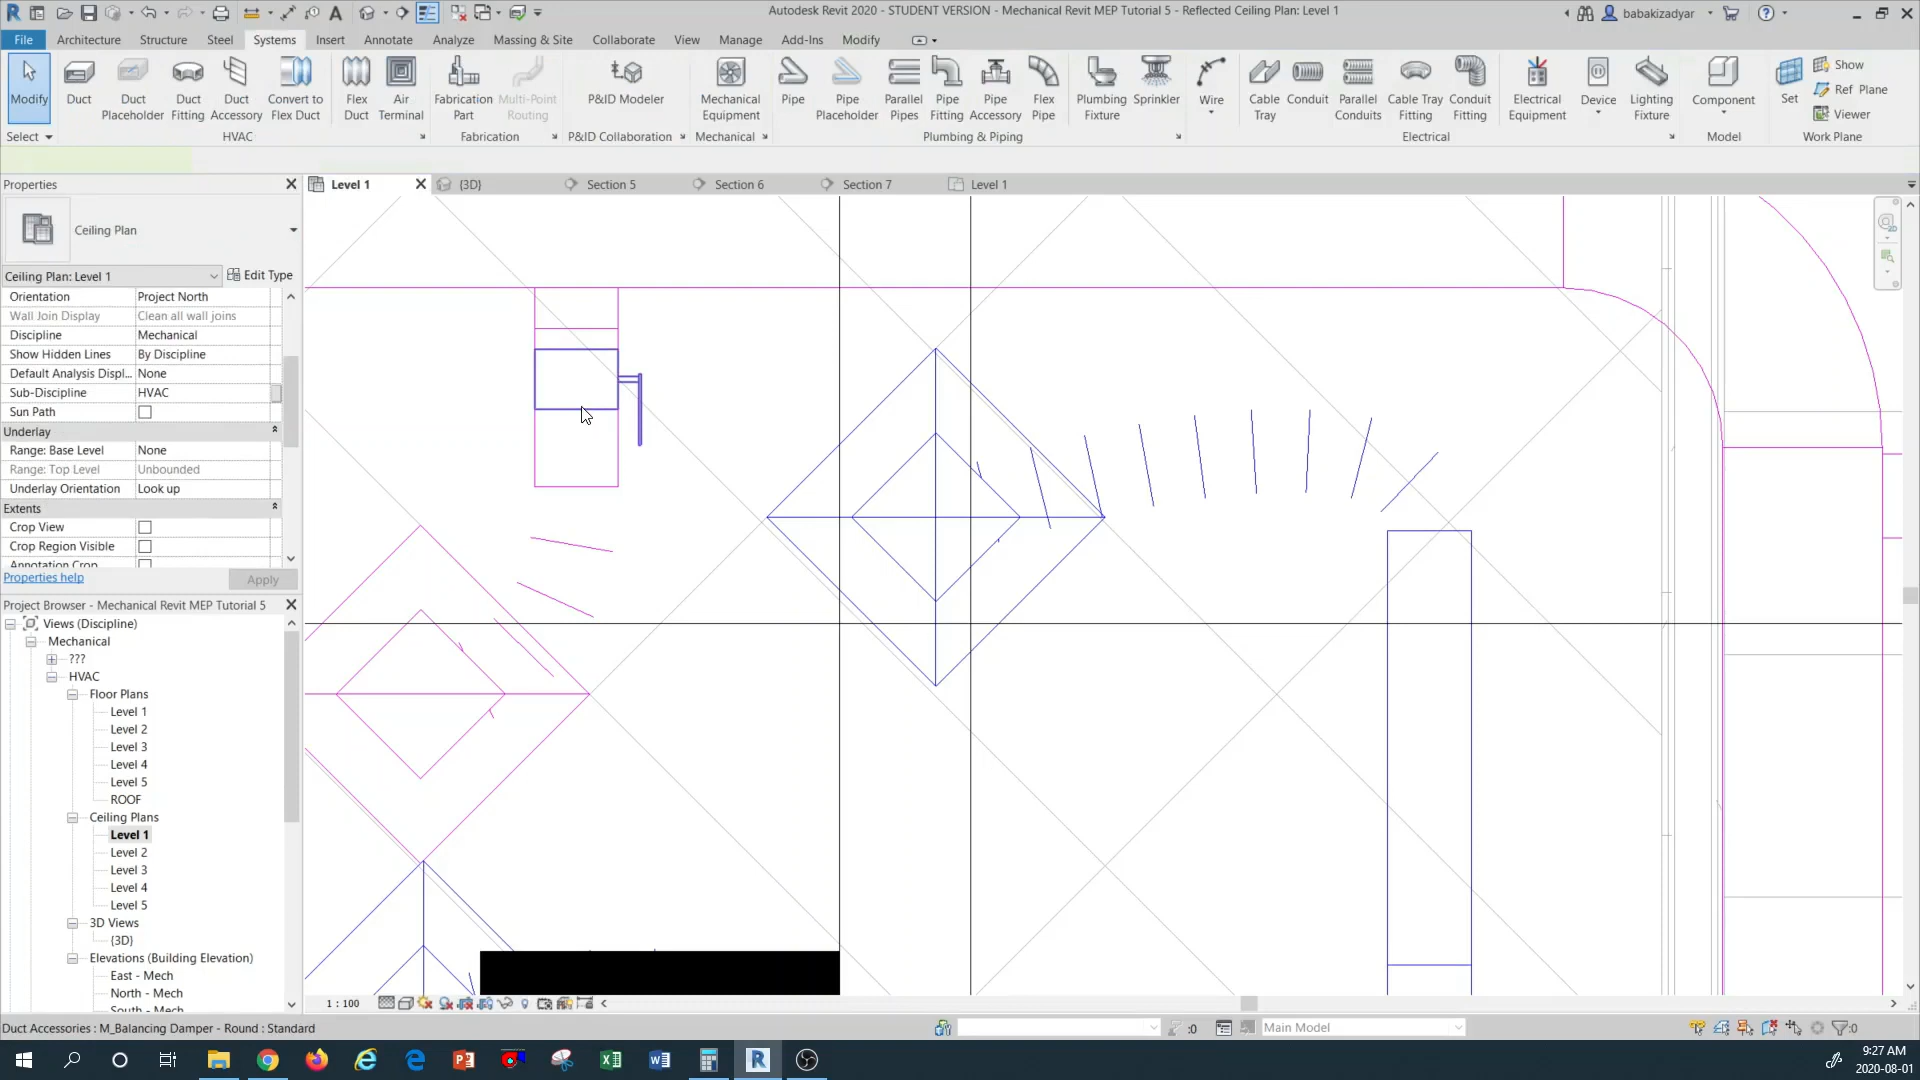 Autodesk Revit 2020 - STUDENT VERSION - Mechanical Revit MEP Tutorial 5 - Reflected Ceiling Plan: Level 1
babakizadyar
File Architecture Structure Steel Systems Insert Annotate Analyze Massing & Site Collaborate View Manage Add-Ins Modify
Modify
Duct
Duct Placeholder
Duct Fitting
Duct Accessory
Convert to Flex Duct
Flex Duct
Air Terminal
Fabrication Part
Multi-Point Routing
P&ID Modeler
Mechanical Equipment
Pipe
Pipe Placeholder
Parallel Pipes
Pipe Fitting
Pipe Accessory
Flex Pipe
Plumbing Fixture
Sprinkler
Wire
Cable Tray
Conduit
Parallel Conduits
Cable Tray Fitting
Conduit Fitting
Electrical Equipment
Device
Lighting Fixture
Component
Set
Show
Ref Plane
Viewer
Select HVAC Fabrication P&ID Collaboration Mechanical Plumbing & Piping Electrical Model Work Plane
Properties
Level 1 {3D} Section 5 Section 6 Section 7 Level 1
Ceiling Plan
Ceiling Plan: Level 1 Edit Type
Orientation Project North
Wall Join Display Clean all wall joins
Discipline Mechanical
Show Hidden Lines By Discipline
Default Analysis Displ... None
Sub-Discipline HVAC
Sun Path
Underlay
Range: Base Level None
Range: Top Level Unbounded
Underlay Orientation Look up
Extents
Crop View
Crop Region Visible
Annotation Crop
Properties help Apply
Project Browser - Mechanical Revit MEP Tutorial 5
Views (Discipline)
Mechanical
???
HVAC
Floor Plans
Level 1
Level 2
Level 3
Level 4
Level 5
ROOF
Ceiling Plans
Level 1
Level 2
Level 3
Level 4
Level 5
3D Views
{3D}
Elevations (Building Elevation)
East - Mech
North - Mech
South - Mech
1 : 100
Duct Accessories : M_Balancing Damper - Round : Standard
:0
Main Model
:0
9:27 AM
2020-08-01